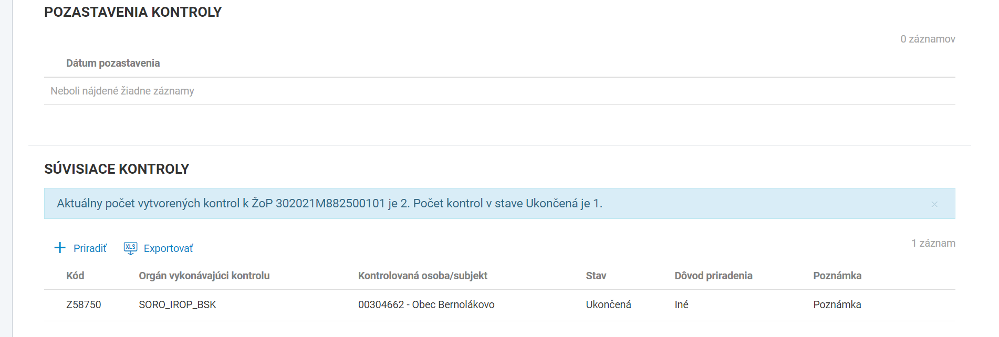 POZASTAVENIA KONTROLY
0 záznamov
Dátum pozastavenia
Neboli nájdené žiadne záznamy
SÚVISIACE KONTROLY
Aktuálny počet vytvorených kontrol k ŽoP 302021M882500101 je 2. Počet kontrol v stave Ukončená je 1.
Priradiť XLS Exportovať 1 záznam
Kód Orgán vykonávajúci kontrolu Kontrolovaná osoba/subjekt Stav Dôvod priradenia Poznámka
Z58750 SORO_IROP_BSK 00304662 - Obec Bernolákovo Ukončená Iné Poznámka